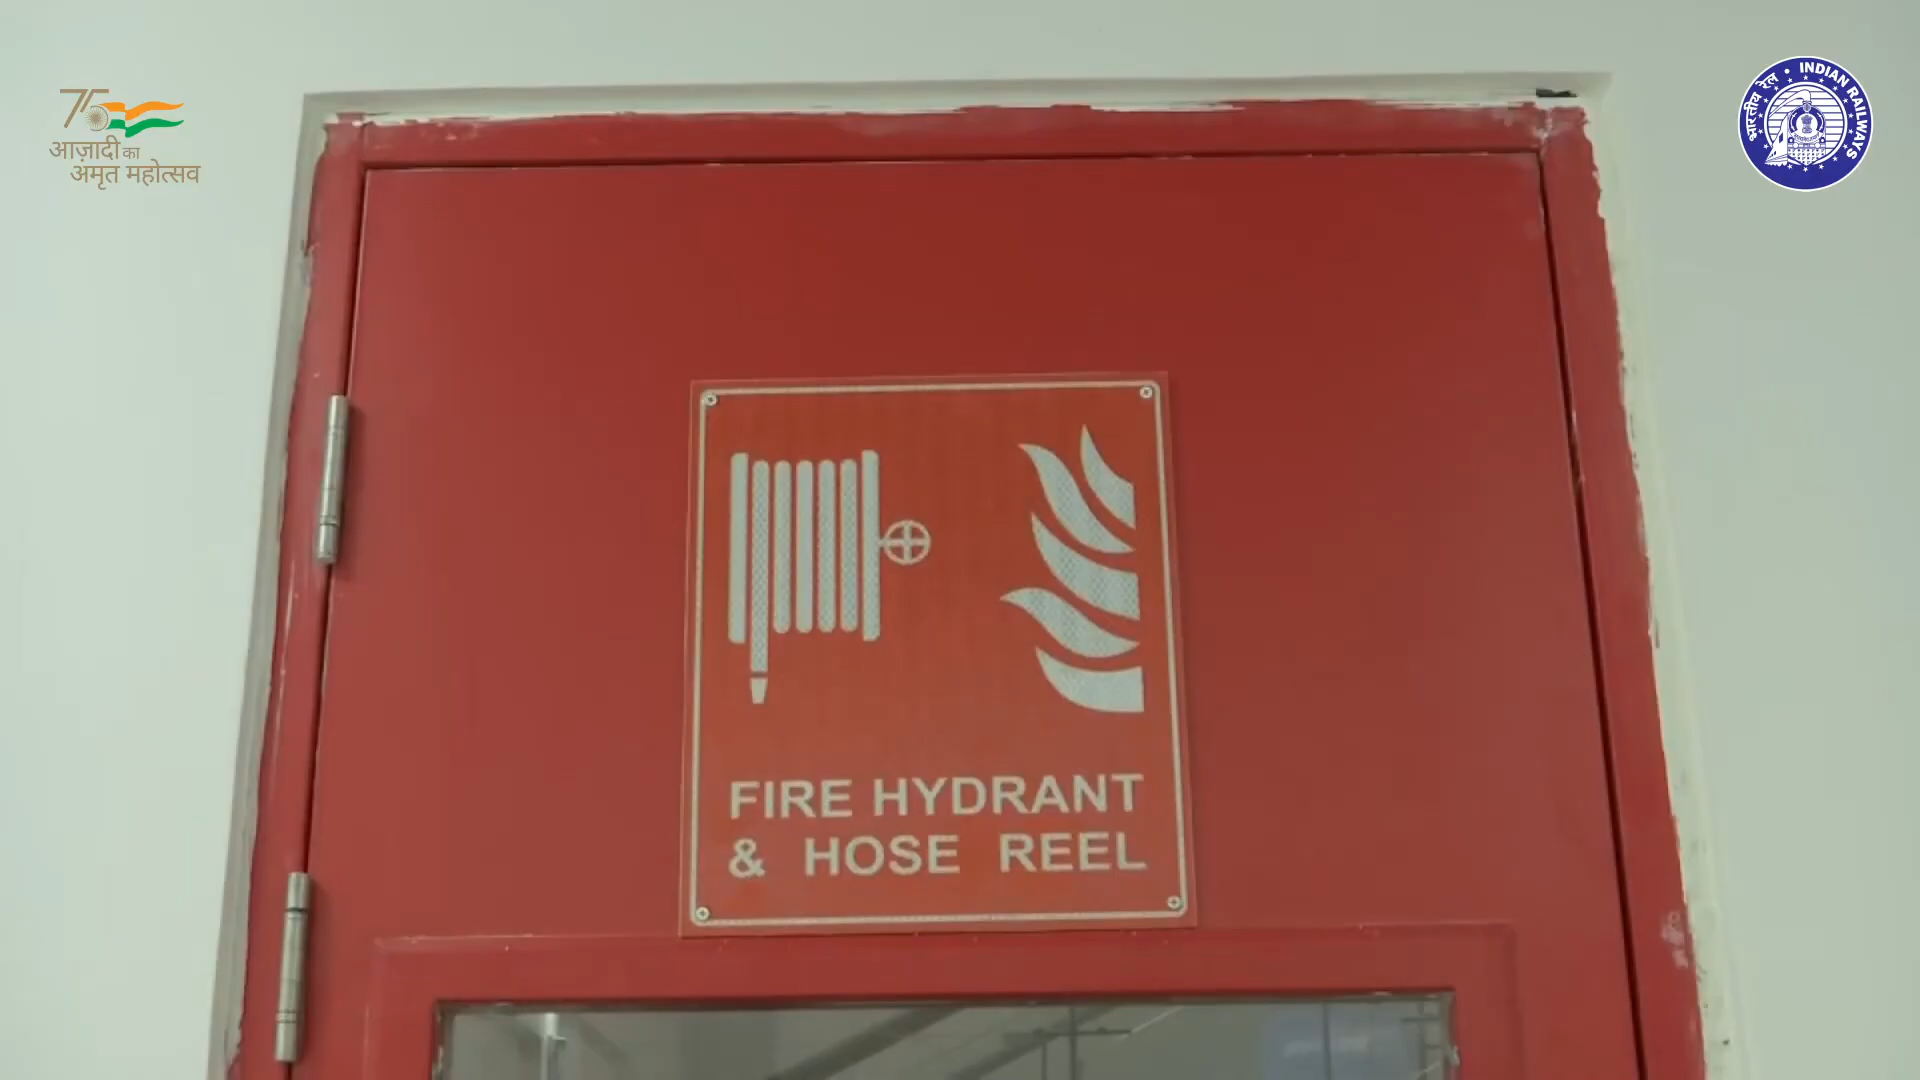 75
आज़ादी का
अमृत महोत्सव
भारतीय रेल • INDIAN RAILWAYS
FIRE HYDRANT
& HOSE REEL